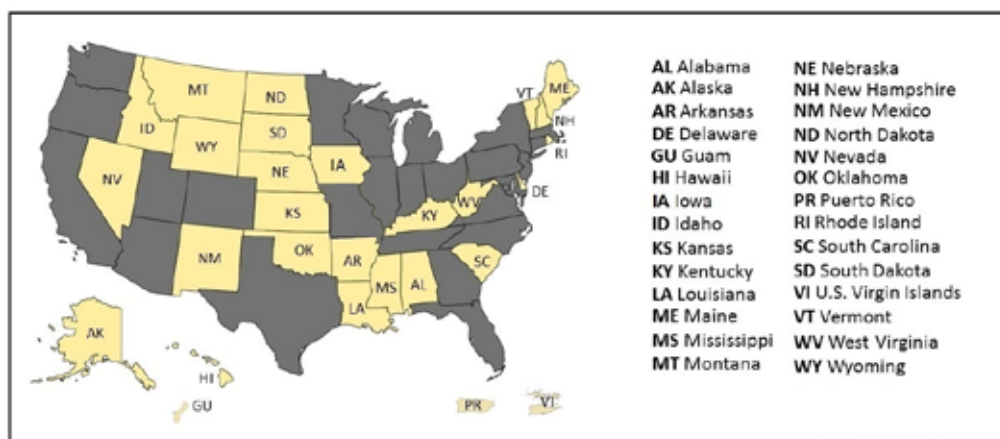 MT
ND
VT
ME
NH
RI
ID
SD
WY
IA
NE
NV
DE
WV
KS
KY
OK
NM
AR
SC
MS
AL
LA
AK
HI
GU
PR
VI
AL Alabama
AK Alaska
AR Arkansas
DE Delaware
GU Guam
HI Hawaii
IA Iowa
ID Idaho
KS Kansas
KY Kentucky
LA Louisiana
ME Maine
MS Mississippi
MT Montana
NE Nebraska
NH New Hampshire
NM New Mexico
ND North Dakota
NV Nevada
OK Oklahoma
PR Puerto Rico
RI Rhode Island
SC South Carolina
SD South Dakota
VI U.S. Virgin Islands
VT Vermont
WV West Virginia
WY Wyoming